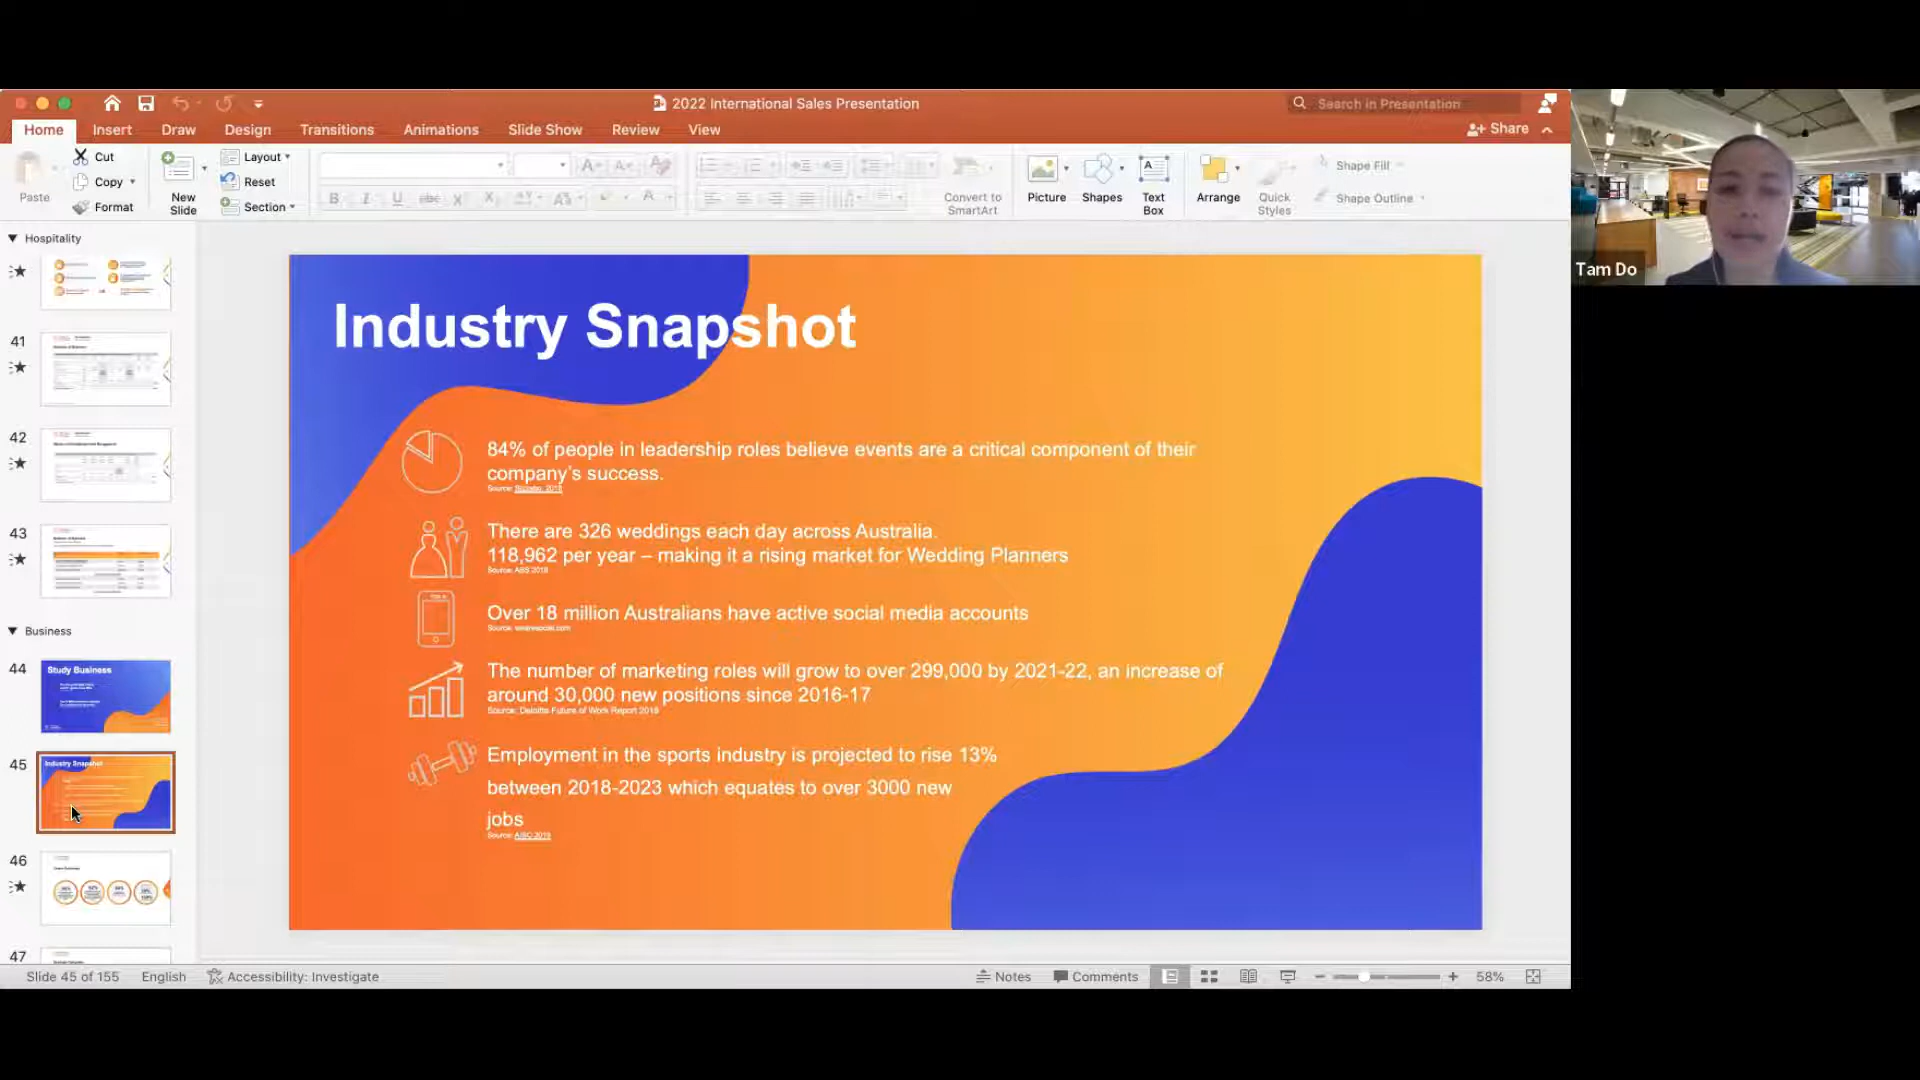 2022 International Sales Presentation
Search in Presentation
Home
Insert
Draw
Design
Transitions
Animations
Slide Show
Review
View
Share
Paste
Cut
Copy
Format
New
Slide
Layout
Reset
Section
Convert to
SmartArt
Picture
Shapes
Text
Box
Arrange
Quick
Styles
Shape Fill
Shape Outline
Tam Do
Hospitality
41
42
43
Business
44
Study Business
45
Industry Snapshot
46
47
Industry Snapshot
84% of people in leadership roles believe events are a critical component of their
company's success.
There are 326 weddings each day across Australia.
118,962 per year – making it a rising market for Wedding Planners
Source: ABS 2018
Over 18 million Australians have active social media accounts
The number of marketing roles will grow to over 299,000 by 2021-22, an increase of
around 30,000 new positions since 2016-17
Source: Deloitte Future of Work Report 2019
Employment in the sports industry is projected to rise 13%
between 2018-2023 which equates to over 3000 new
jobs
Slide 45 of 155
English
Accessibility: Investigate
Notes
Comments
58%